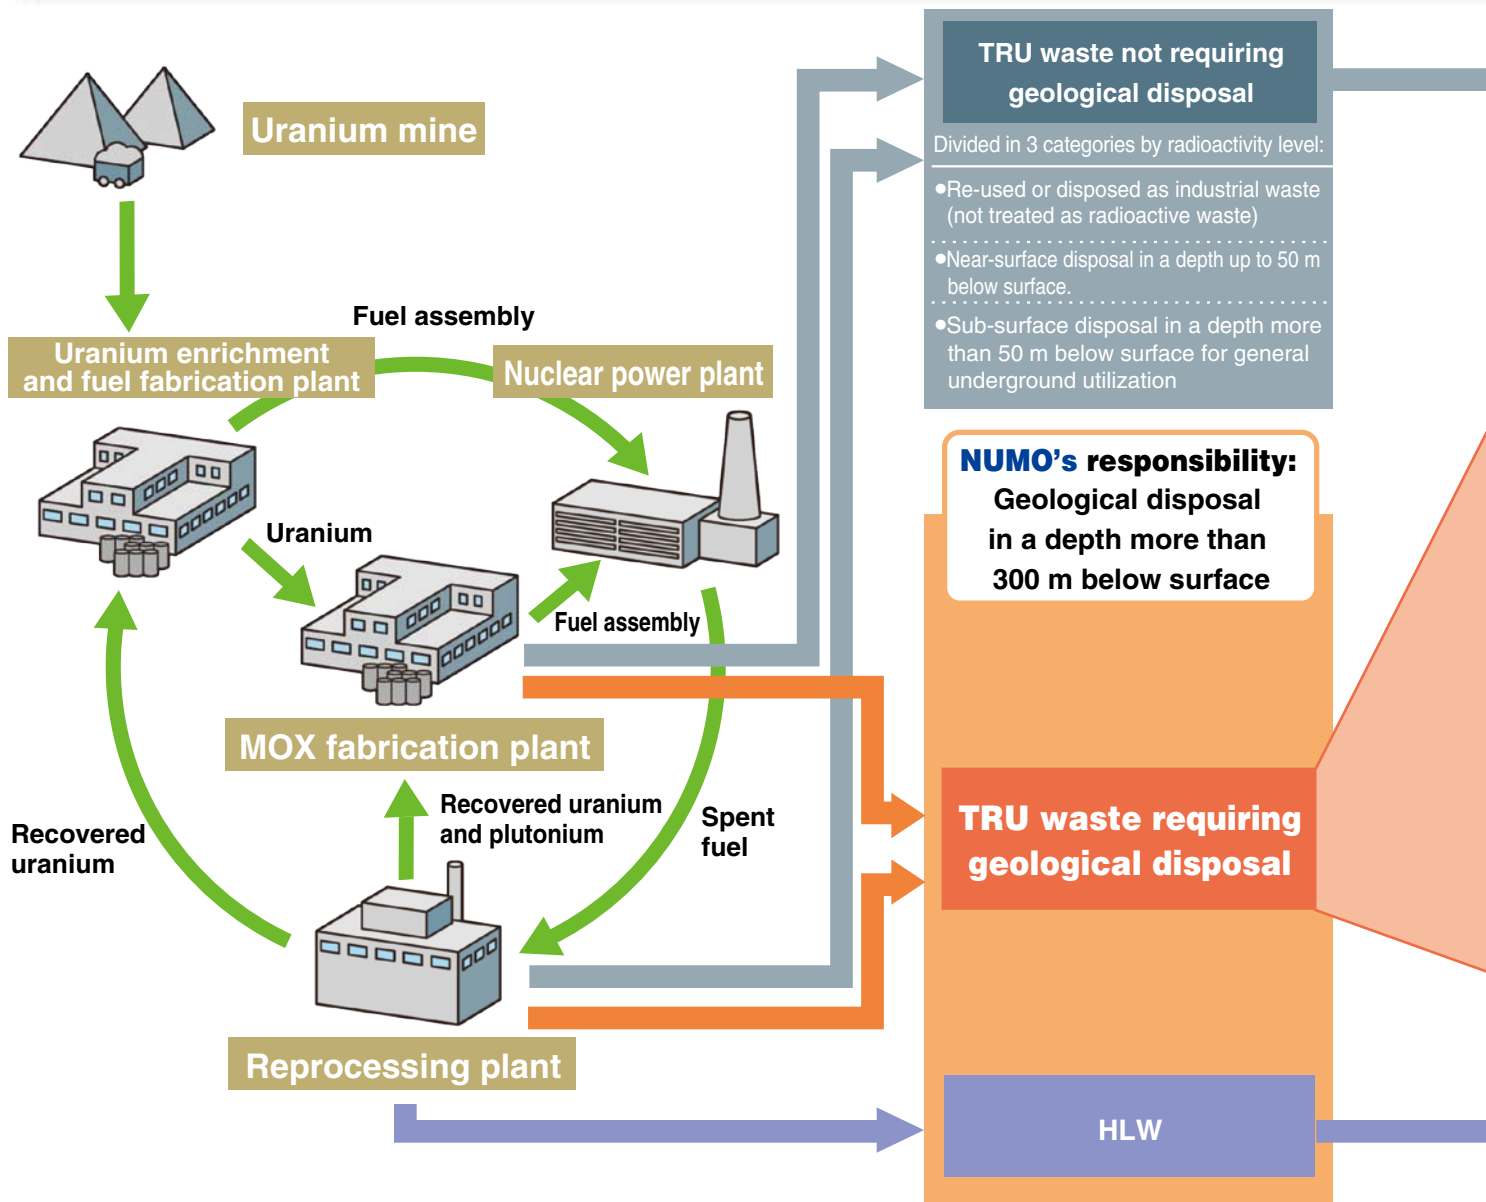 Uranium mine
Uranium enrichment
and fuel fabrication plant
Fuel assembly
Nuclear power plant
Uranium
Fuel assembly
MOX fabrication plant
Recovered uranium
and plutonium
Spent
fuel
Recovered
uranium
Reprocessing plant
TRU waste not requiring
geological disposal
Divided in 3 categories by radioactivity level:
●Re-used or disposed as industrial waste
(not treated as radioactive waste)
●Near-surface disposal in a depth up to 50 m
below surface.
●Sub-surface disposal in a depth more
than 50 m below surface for general
underground utilization
NUMO's responsibility:
Geological disposal
in a depth more than
300 m below surface
TRU waste requiring
geological disposal
HLW